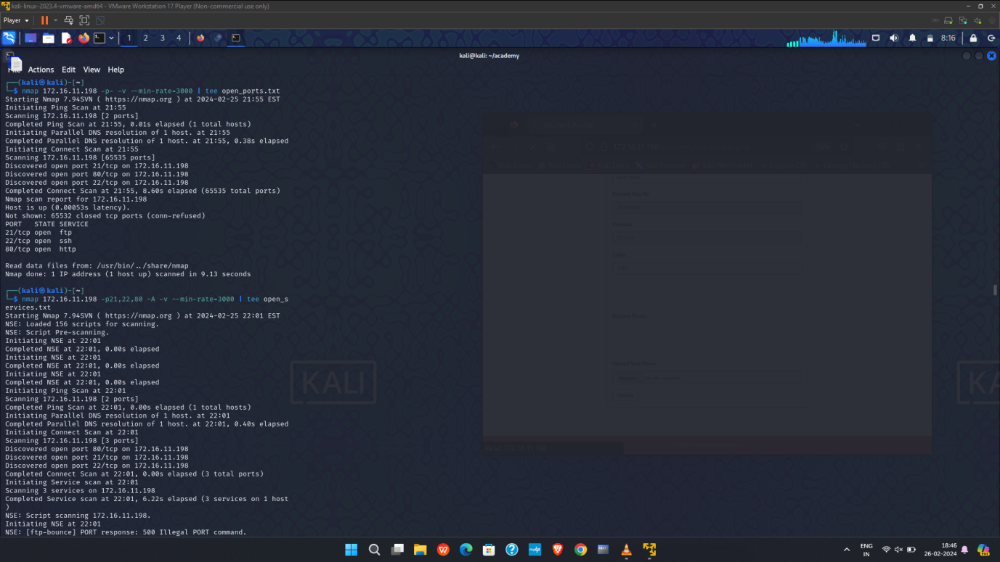 kali-linux-2023.4-vmware-amd64 - VMware Workstation 17 Player (Non-commercial use only)
Player
1 2 3 4
8:16
kali@kali: ~/academy
Actions Edit View Help
┌──(kali㉿kali)-[~]
└─$ nmap 172.16.11.198 -p- -v --min-rate=3000 | tee open_ports.txt
Starting Nmap 7.94SVN ( https://nmap.org ) at 2024-02-25 21:55 EST
Initiating Ping Scan at 21:55
Scanning 172.16.11.198 [2 ports]
Completed Ping Scan at 21:55, 0.01s elapsed (1 total hosts)
Initiating Parallel DNS resolution of 1 host. at 21:55
Completed Parallel DNS resolution of 1 host. at 21:55, 0.38s elapsed
Initiating Connect Scan at 21:55
Scanning 172.16.11.198 [65535 ports]
Discovered open port 21/tcp on 172.16.11.198
Discovered open port 80/tcp on 172.16.11.198
Discovered open port 22/tcp on 172.16.11.198
Completed Connect Scan at 21:55, 8.60s elapsed (65535 total ports)
Nmap scan report for 172.16.11.198
Host is up (0.00053s latency).
Not shown: 65532 closed tcp ports (conn-refused)
PORT   STATE SERVICE
21/tcp open  ftp
22/tcp open  ssh
80/tcp open  http
Read data files from: /usr/bin/../share/nmap
Nmap done: 1 IP address (1 host up) scanned in 9.13 seconds
┌──(kali㉿kali)-[~]
└─$ nmap 172.16.11.198 -p21,22,80 -A -v --min-rate=3000 | tee open_s
ervices.txt
Starting Nmap 7.94SVN ( https://nmap.org ) at 2024-02-25 22:01 EST
NSE: Loaded 156 scripts for scanning.
NSE: Script Pre-scanning.
Initiating NSE at 22:01
Completed NSE at 22:01, 0.00s elapsed
Initiating NSE at 22:01
Completed NSE at 22:01, 0.00s elapsed
Initiating NSE at 22:01
Completed NSE at 22:01, 0.00s elapsed
Initiating Ping Scan at 22:01
Scanning 172.16.11.198 [2 ports]
Completed Ping Scan at 22:01, 0.00s elapsed (1 total hosts)
Initiating Parallel DNS resolution of 1 host. at 22:01
Completed Parallel DNS resolution of 1 host. at 22:01, 0.40s elapsed
Initiating Connect Scan at 22:01
Scanning 172.16.11.198 [3 ports]
Discovered open port 80/tcp on 172.16.11.198
Discovered open port 21/tcp on 172.16.11.198
Discovered open port 22/tcp on 172.16.11.198
Completed Connect Scan at 22:01, 0.00s elapsed (3 total ports)
Initiating Service scan at 22:01
Scanning 3 services on 172.16.11.198
Completed Service scan at 22:01, 6.22s elapsed (3 services on 1 host
)
NSE: Script scanning 172.16.11.198.
Initiating NSE at 22:01
NSE: [ftp-bounce] PORT response: 500 Illegal PORT command.
KALI
ENG
IN
18:46
26-02-2024